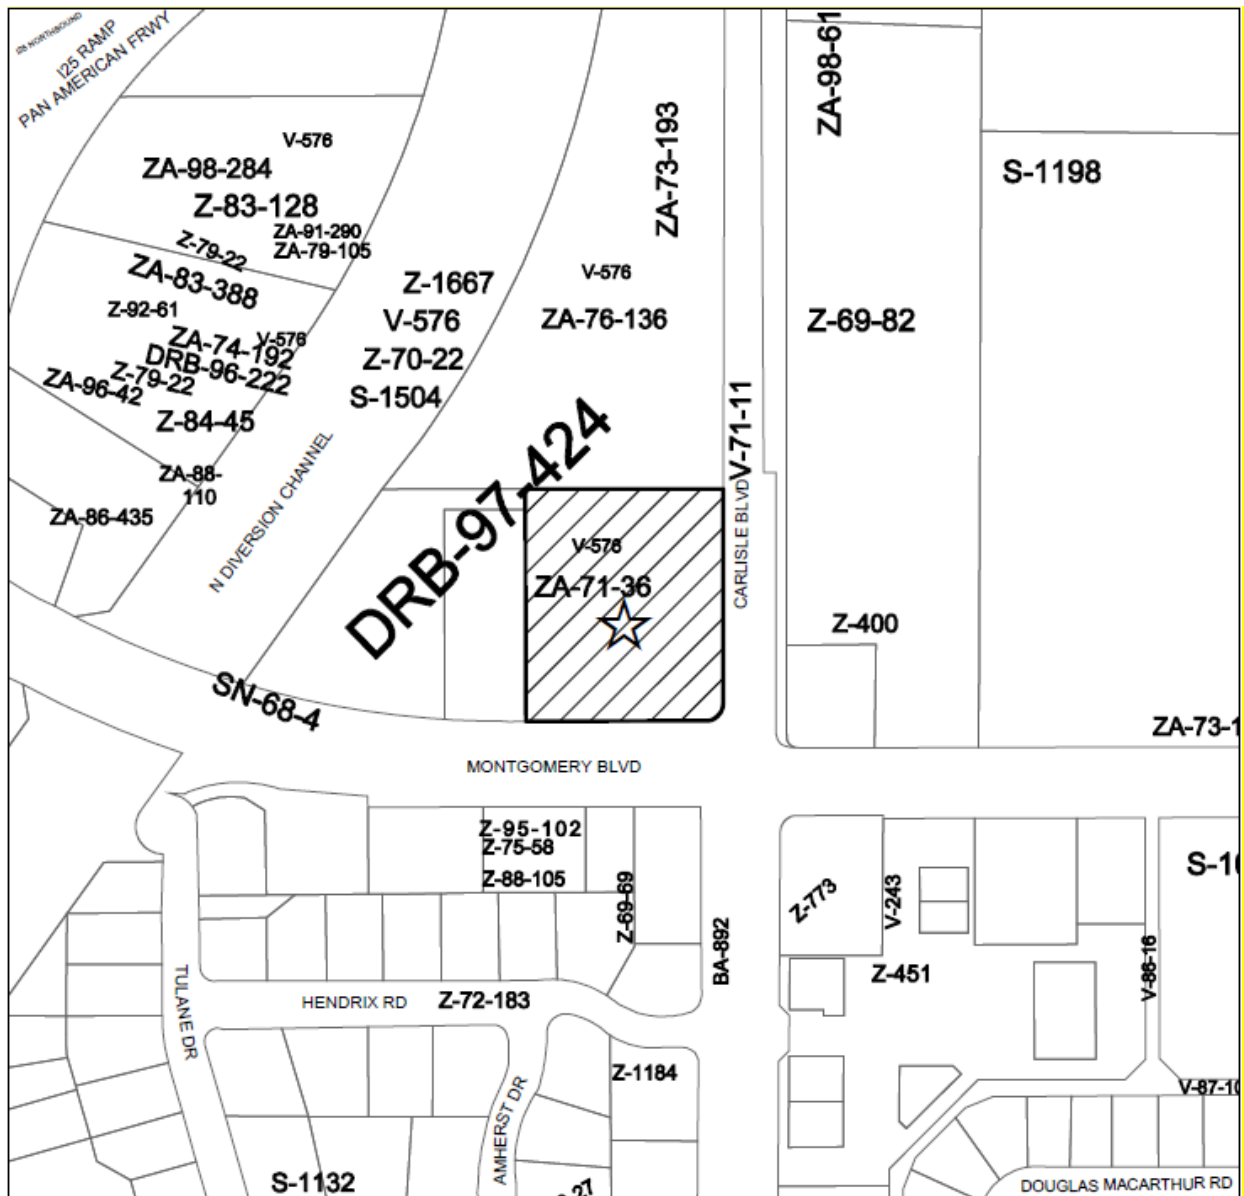 I25 NORTHBOUND
I25 RAMP
PAN AMERICAN FRWY
V-576
ZA-98-284
Z-83-128
ZA-91-290
Z-79-22
ZA-79-105
ZA-83-388
Z-92-61
ZA-74-192
V-576
DRB-96-222
Z-79-22
ZA-96-42
Z-84-45
ZA-88-
110
ZA-86-435
N DIVERSION CHANNEL
Z-1667
V-576
Z-70-22
S-1504
ZA-73-193
V-576
ZA-76-136
ZA-98-61
S-1198
Z-69-82
V-71-11
CARLISLE BLVD
DRB-97-424
V-576
ZA-71-36
Z-400
SN-68-4
ZA-73-1
MONTGOMERY BLVD
Z-95-102
Z-75-58
Z-88-105
Z-69-69
BA-892
Z-773
V-243
S-10
Z-451
V-86-16
TULANE DR
HENDRIX RD
Z-72-183
Z-1184
AMHERST DR
V-87-10
S-1132
27
DOUGLAS MACARTHUR RD